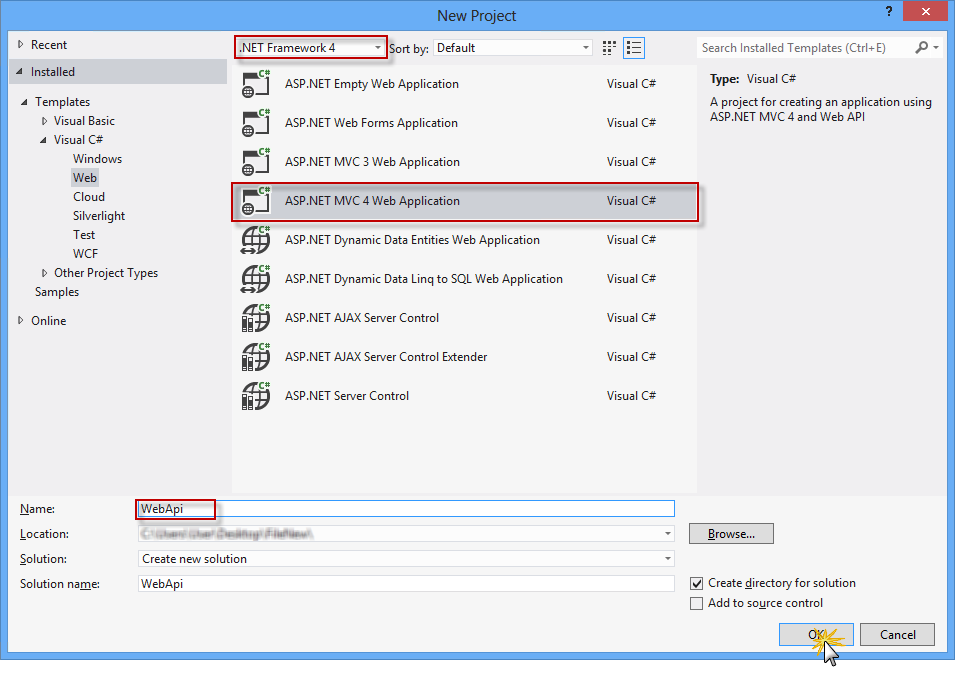 New Project
?
Recent
Installed
Templates
Visual Basic
Visual C#
Windows
Web
Cloud
Silverlight
Test
WCF
Other Project Types
Samples
Online
.NET Framework 4 Sort by: Default
C# ASP.NET Empty Web Application Visual C#
C# ASP.NET Web Forms Application Visual C#
C# ASP.NET MVC 3 Web Application Visual C#
C# ASP.NET MVC 4 Web Application Visual C#
C# ASP.NET Dynamic Data Entities Web Application Visual C#
C# ASP.NET Dynamic Data Linq to SQL Web Application Visual C#
C# ASP.NET AJAX Server Control Visual C#
C# ASP.NET AJAX Server Control Extender Visual C#
C# ASP.NET Server Control Visual C#
Search Installed Templates (Ctrl+E)
Type: Visual C#
A project for creating an application using
ASP.NET MVC 4 and Web API
Name: WebApi
Location:
Browse...
Solution: Create new solution
Solution name: WebApi
Create directory for solution
Add to source control
OK Cancel